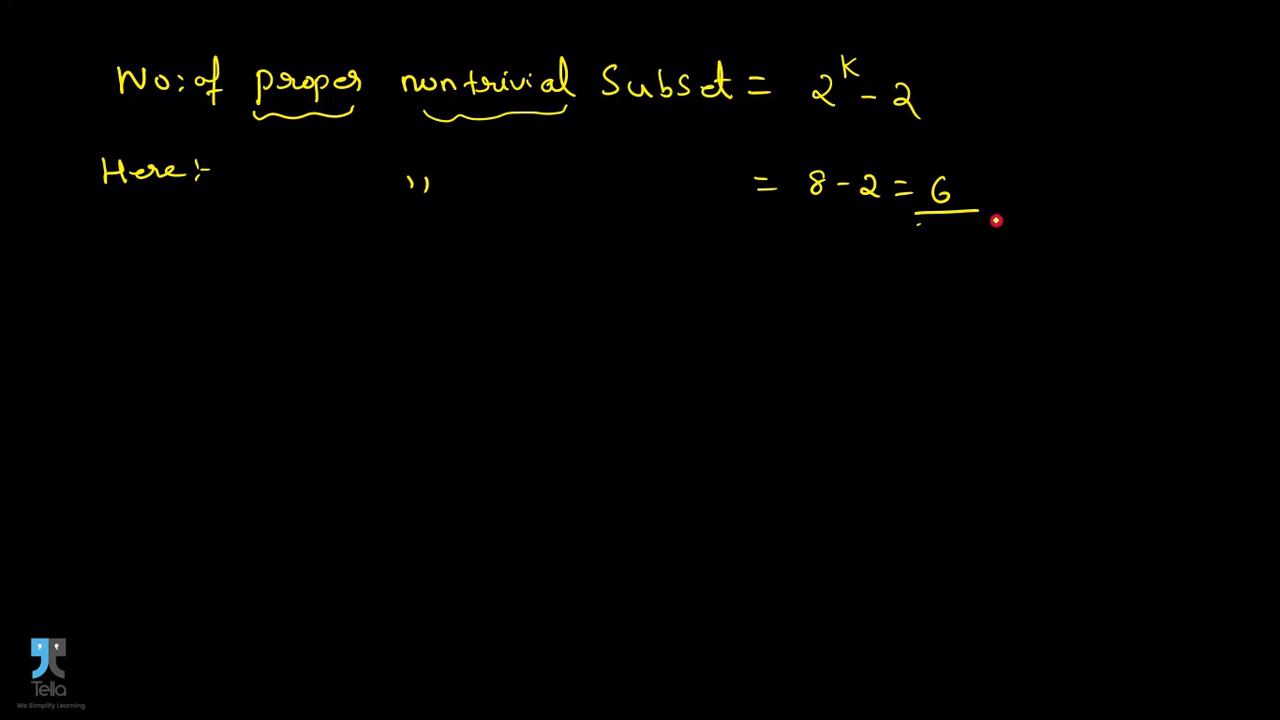 No: of proper nontrivial Subset = 2^K - 2
Here :- " = 8 - 2 = 6
Tella
We Simplify Learning